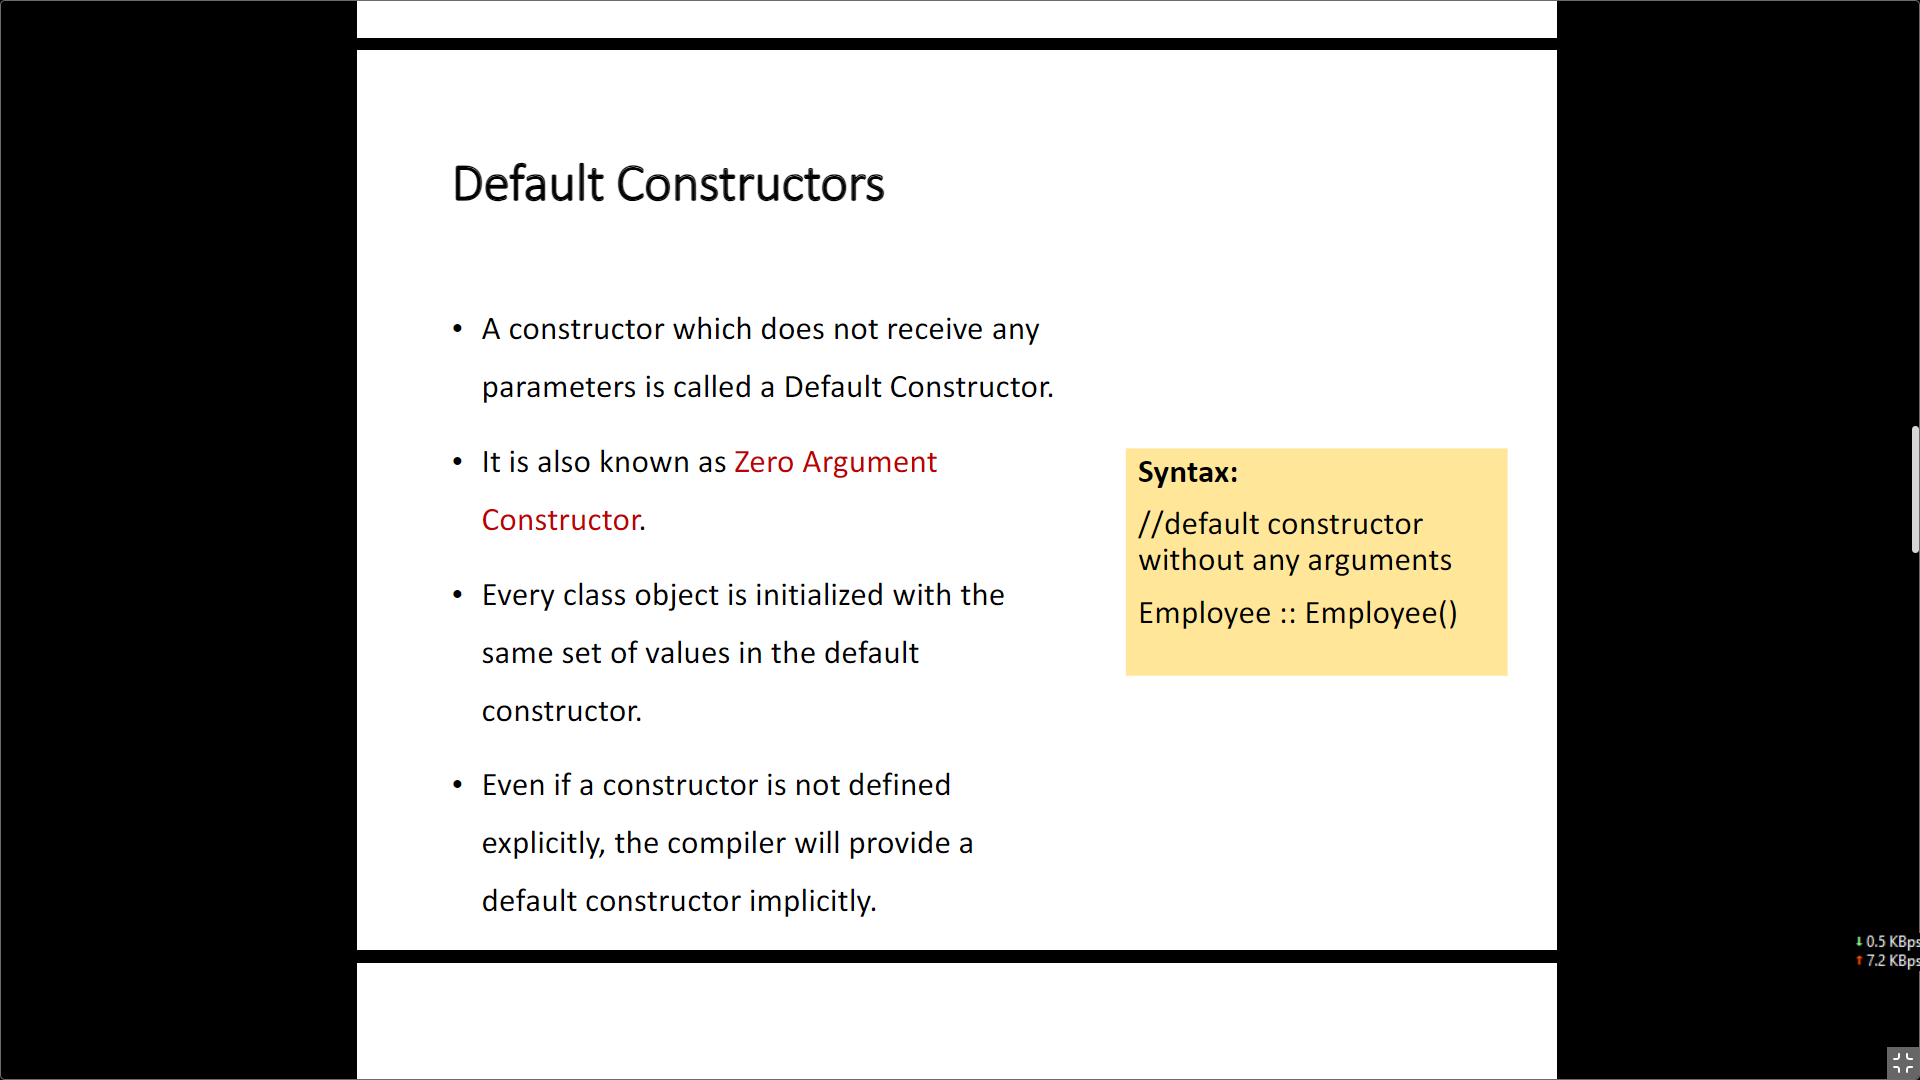 Default Constructors
• A constructor which does not receive any
parameters is called a Default Constructor.
• It is also known as Zero Argument
Constructor.
• Every class object is initialized with the
same set of values in the default
constructor.
• Even if a constructor is not defined
explicitly, the compiler will provide a
default constructor implicitly.
Syntax:
//default constructor
without any arguments
Employee :: Employee()
↓ 0.5 KBps
↑ 7.2 KBps